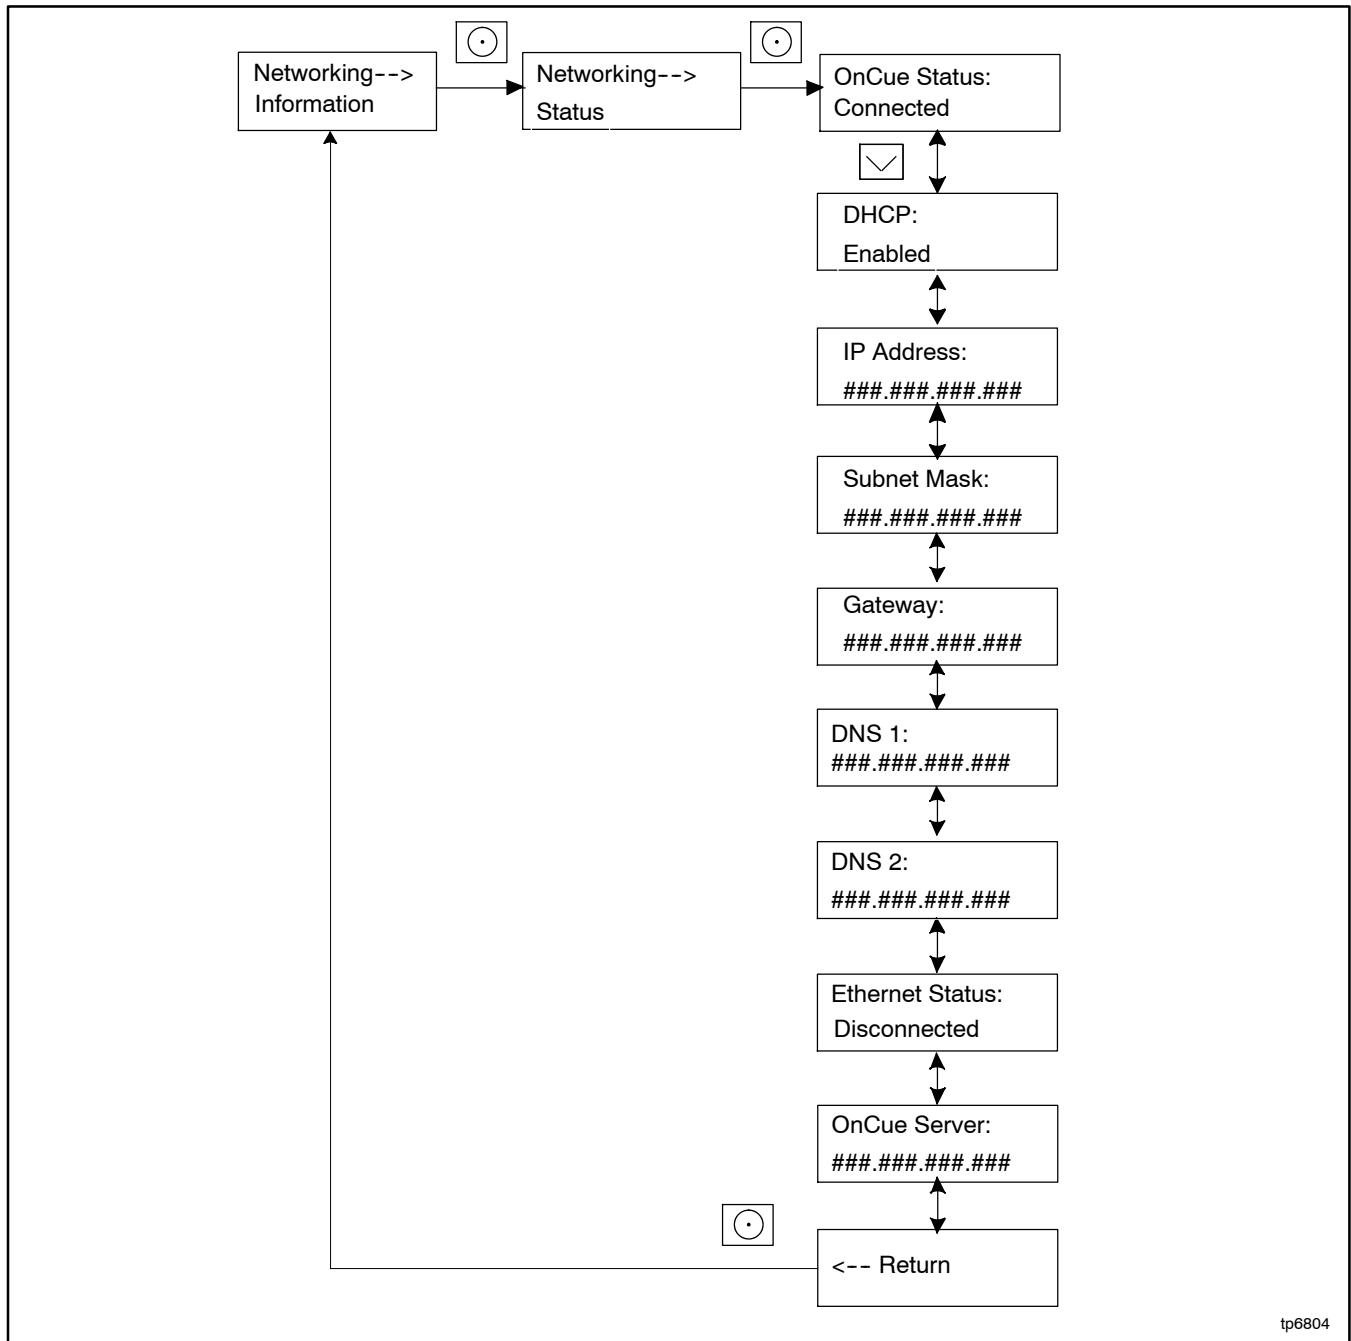 Networking-->
Information
Networking-->
Status
OnCue Status:
Connected
DHCP:
Enabled
IP Address:
###.###.###.###
Subnet Mask:
###.###.###.###
Gateway:
###.###.###.###
DNS 1:
###.###.###.###
DNS 2:
###.###.###.###
Ethernet Status:
Disconnected
OnCue Server:
###.###.###.###
<-- Return
tp6804